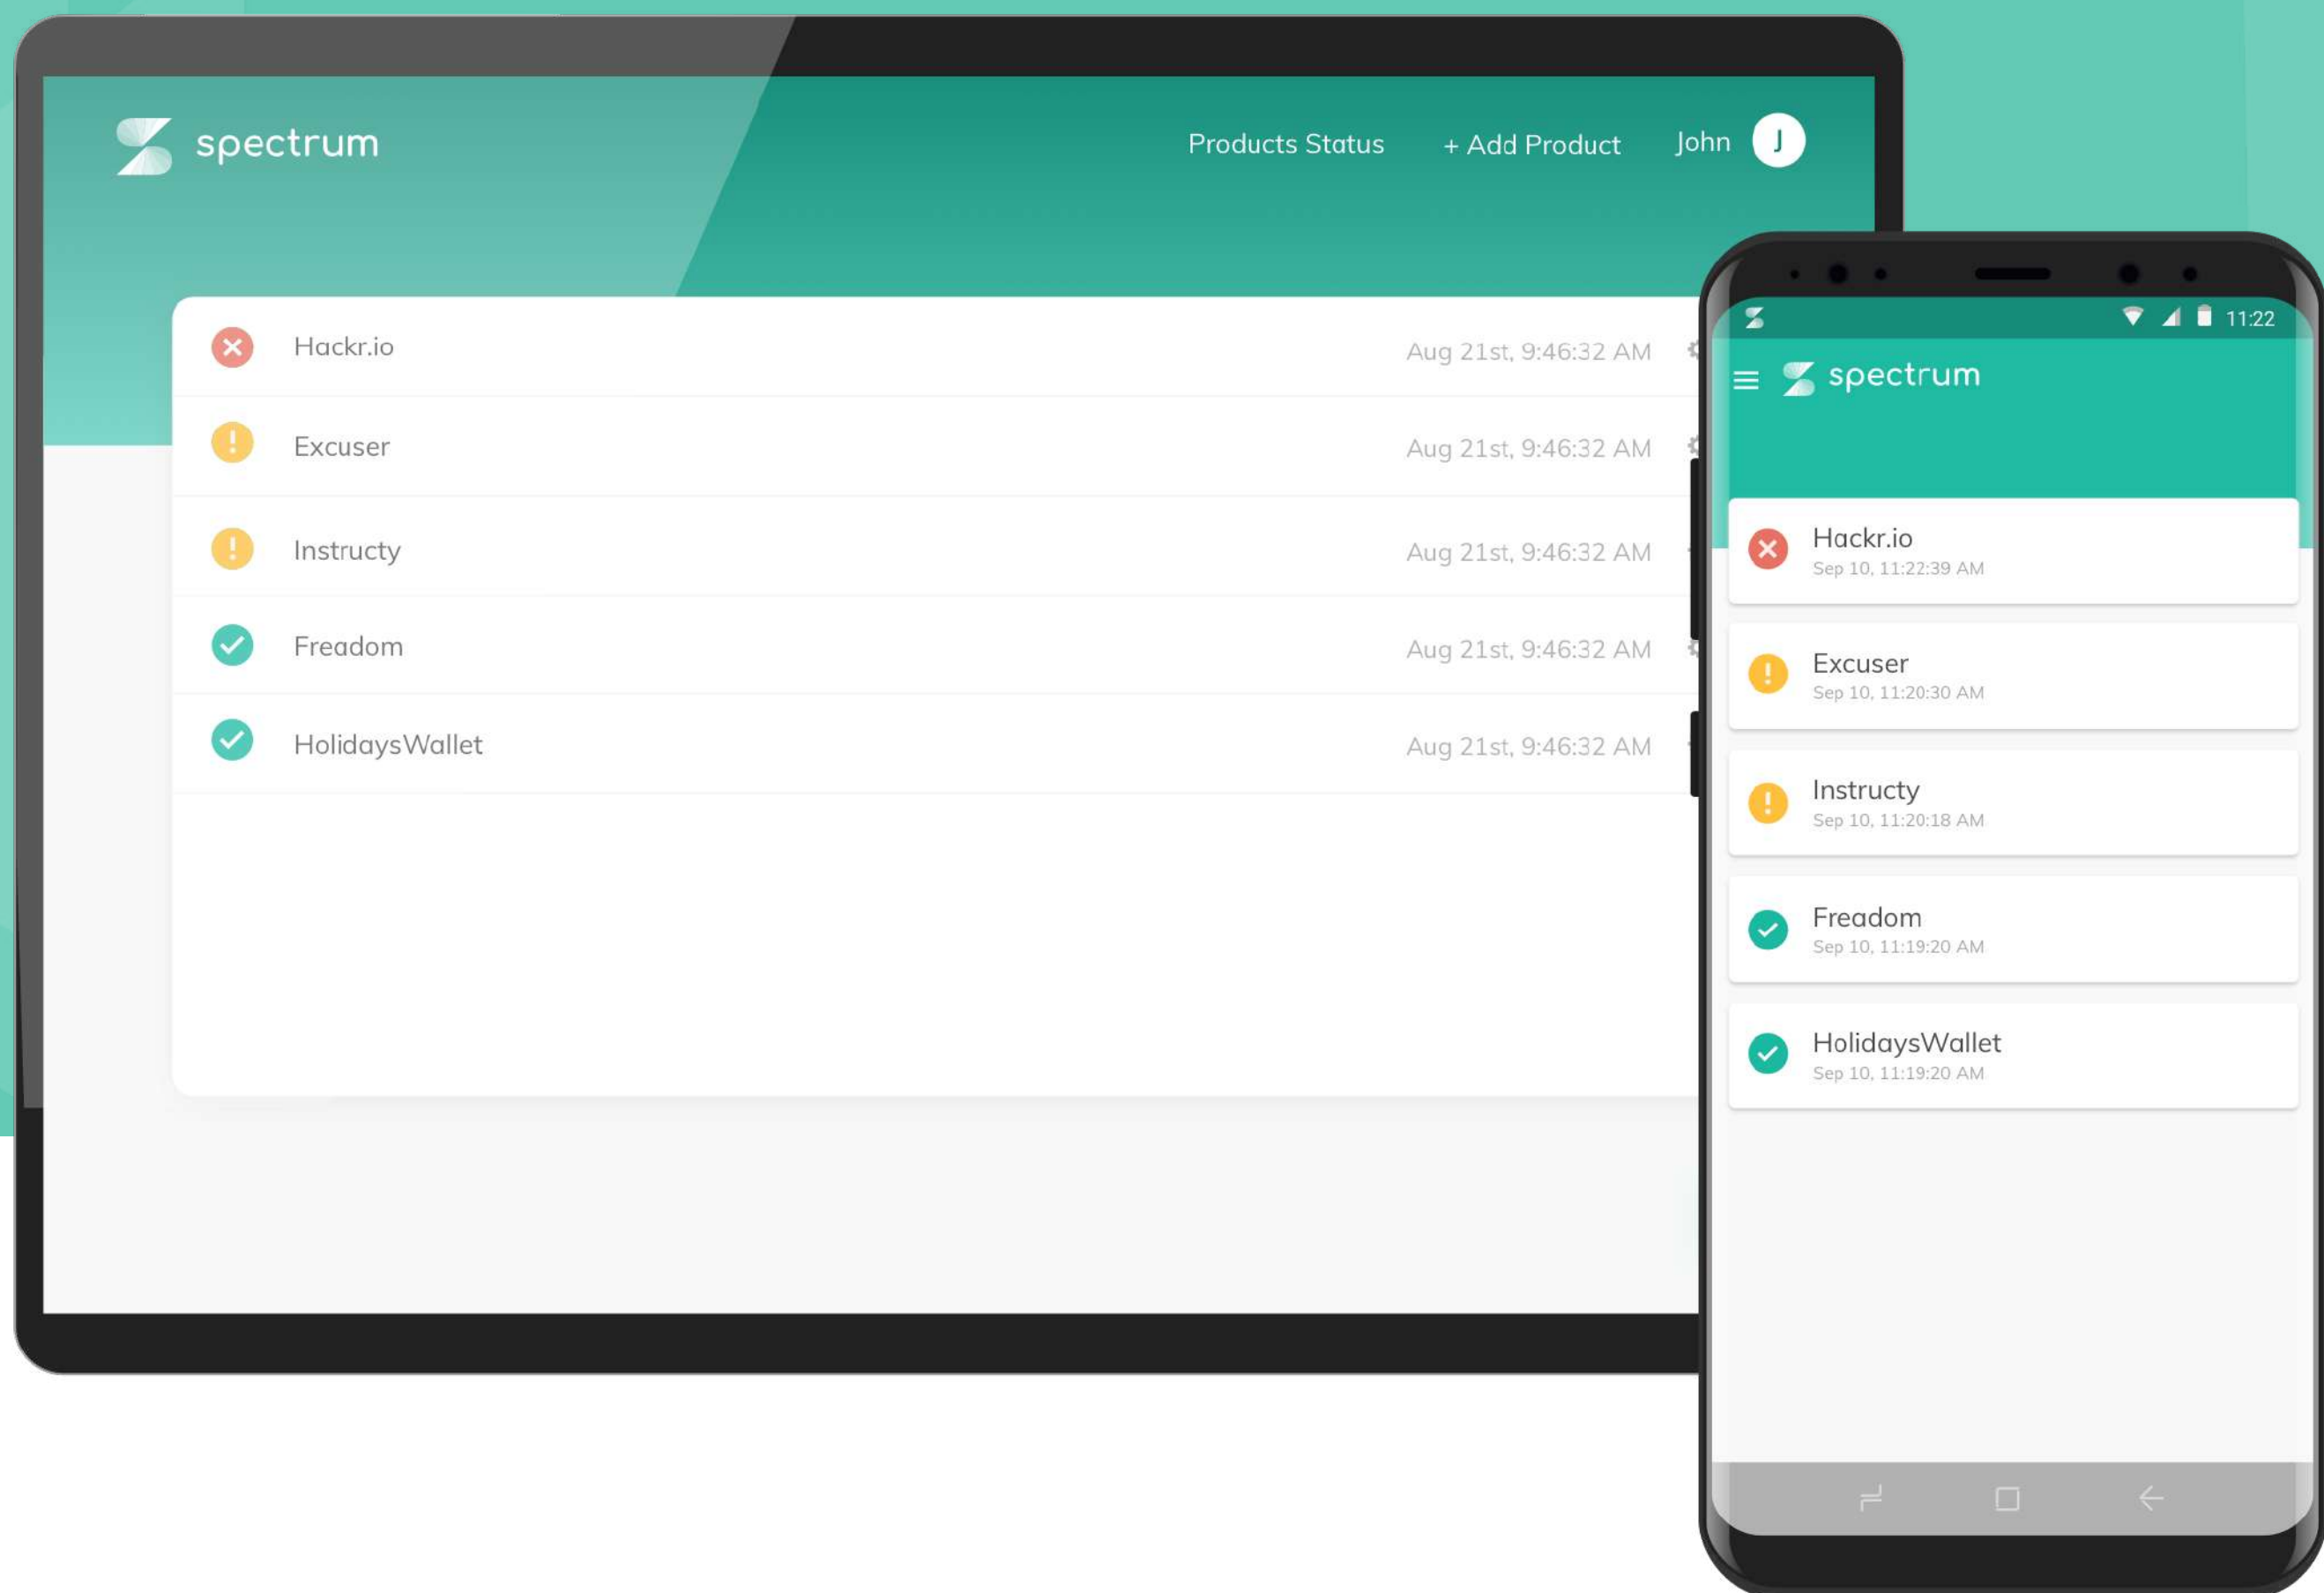 spectrum
Products Status + Add Product John J
Hackr.io Aug 21st, 9:46:32 AM
Excuser Aug 21st, 9:46:32 AM
Instructy Aug 21st, 9:46:32 AM
Freadom Aug 21st, 9:46:32 AM
HolidaysWallet Aug 21st, 9:46:32 AM
11:22
spectrum
Hackr.io
Sep 10, 11:22:39 AM
Excuser
Sep 10, 11:20:30 AM
Instructy
Sep 10, 11:20:18 AM
Freadom
Sep 10, 11:19:20 AM
HolidaysWallet
Sep 10, 11:19:20 AM